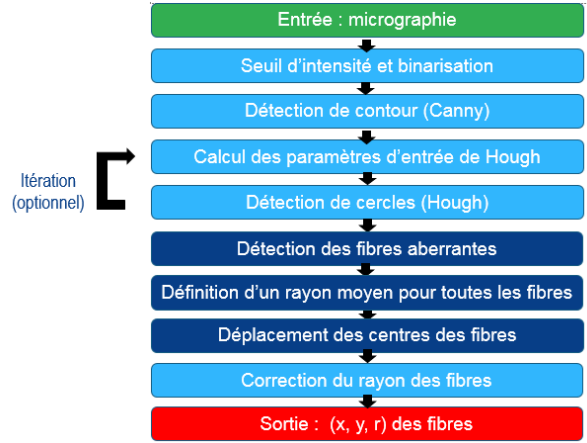 Entrée : micrographie
Seuil d'intensité et binarisation
Détection de contour (Canny)
Calcul des paramètres d'entrée de Hough
Itération
(optionnel)
Détection de cercles (Hough)
Détection des fibres aberrantes
Définition d'un rayon moyen pour toutes les fibres
Déplacement des centres des fibres
Correction du rayon des fibres
Sortie : (x, y, r) des fibres